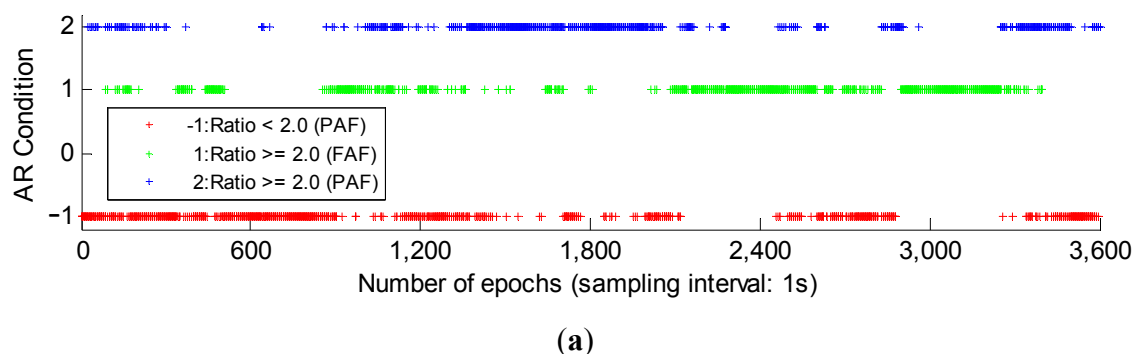 2
1
0
−1
AR Condition
-1:Ratio < 2.0 (PAF)
1:Ratio >= 2.0 (FAF)
2:Ratio >= 2.0 (PAF)
0 600 1,200 1,800 2,400 3,000 3,600
Number of epochs (sampling interval: 1s)
(a)